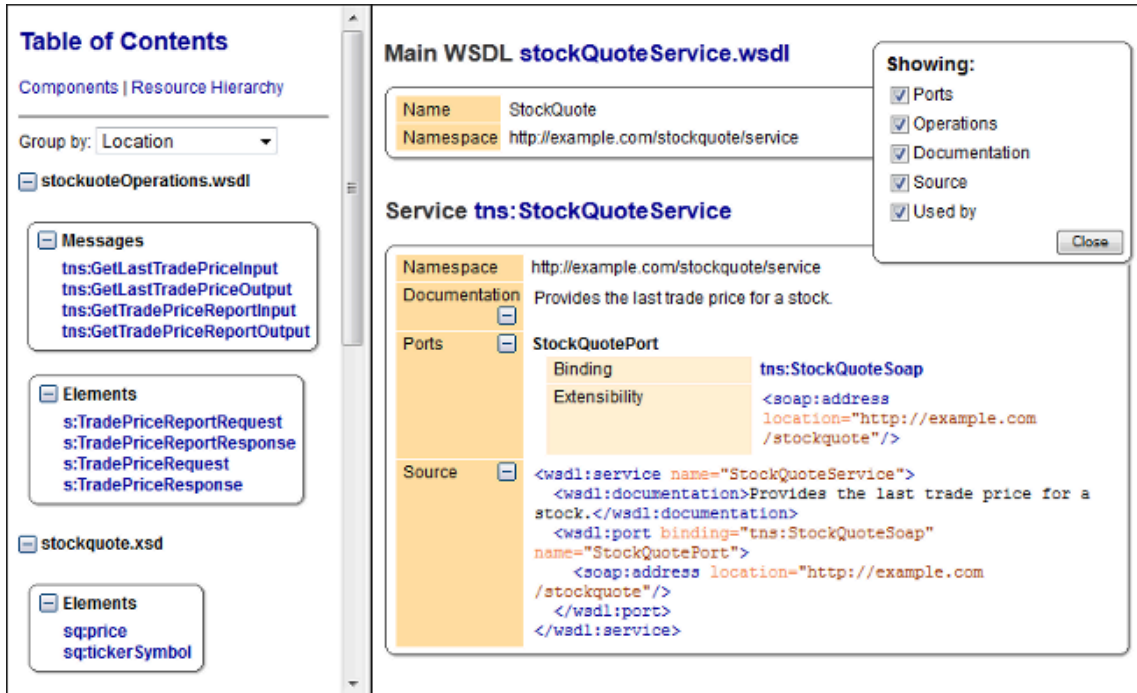 Table of Contents
Components | Resource Hierarchy
Group by: Location
stockuoteOperations.wsdl
Messages
tns:GetLastTradePriceInput
tns:GetLastTradePriceOutput
tns:GetTradePriceReportInput
tns:GetTradePriceReportOutput
Elements
s:TradePriceReportRequest
s:TradePriceReportResponse
s:TradePriceRequest
s:TradePriceResponse
stockquote.xsd
Elements
sq:price
sq:tickerSymbol
Main WSDL stockQuoteService.wsdl
Name StockQuote
Namespace http://example.com/stockquote/service
Showing:
Ports
Operations
Documentation
Source
Used by
Close
Service tns:StockQuoteService
Namespace http://example.com/stockquote/service
Documentation Provides the last trade price for a stock.
Ports StockQuotePort
Binding tns:StockQuoteSoap
Extensibility <soap:address
location="http://example.com
/stockquote"/>
Source <wsdl:service name="StockQuoteService">
<wsdl:documentation>Provides the last trade price for a
stock.</wsdl:documentation>
<wsdl:port binding="tns:StockQuoteSoap"
name="StockQuotePort">
<soap:address location="http://example.com
/stockquote"/>
</wsdl:port>
</wsdl:service>